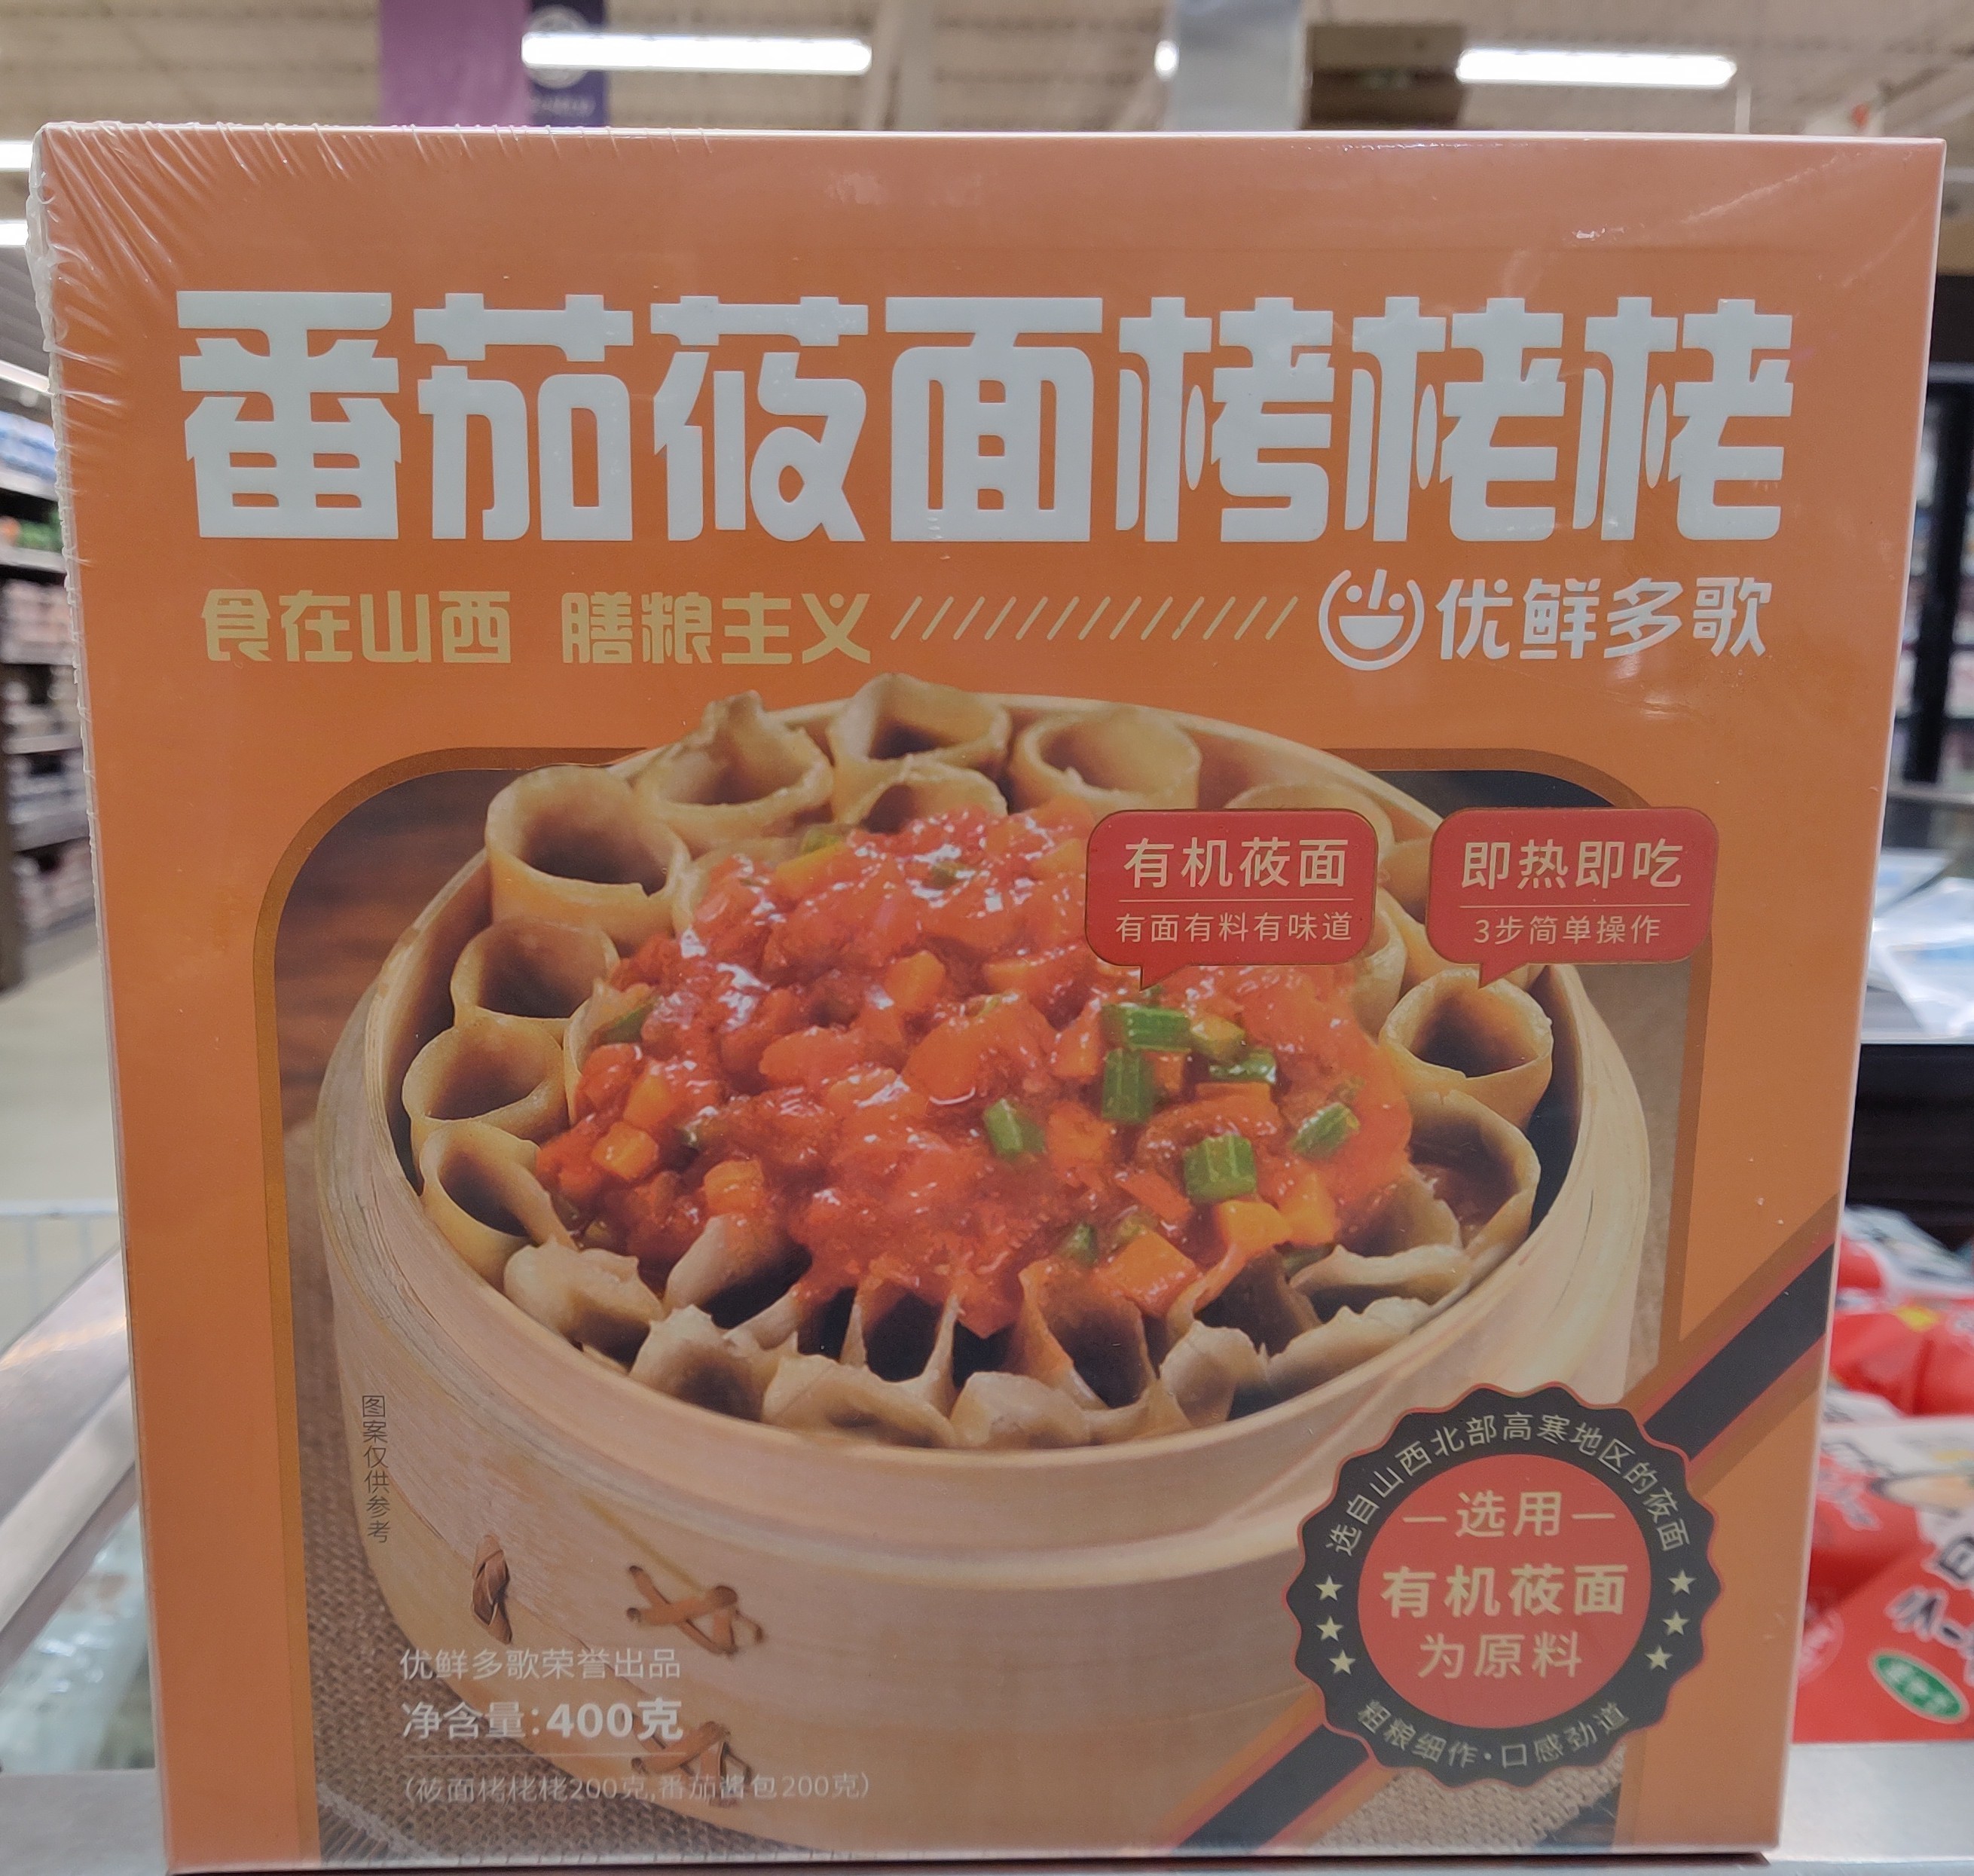 番茄莜面栲栳栳
食在山西 膳粮主义
优鲜多歌
有机莜面
有面有料有味道
即热即吃
3步简单操作
图案仅供参考
选自山西北部高寒地区的莜面
选用
有机莜面
为原料
粗粮细作·口感劲道
优鲜多歌荣誉出品
净含量:400克
(莜面栲栳栳200克,番茄酱包200克)